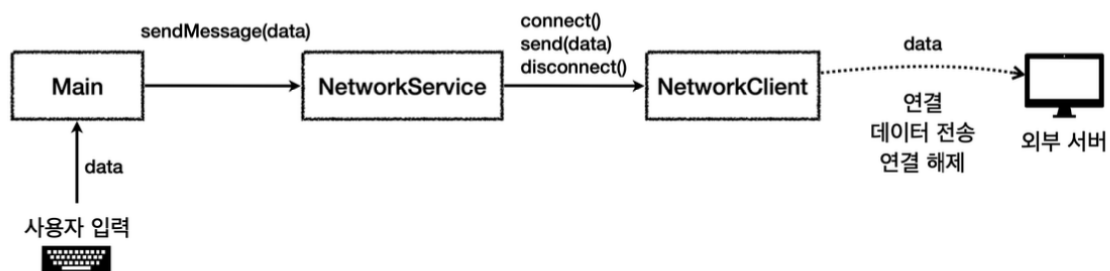 sendMessage(data)
connect()
send(data)
disconnect()
data
Main
NetworkService
NetworkClient
연결
데이터 전송
연결 해제
외부 서버
data
사용자 입력